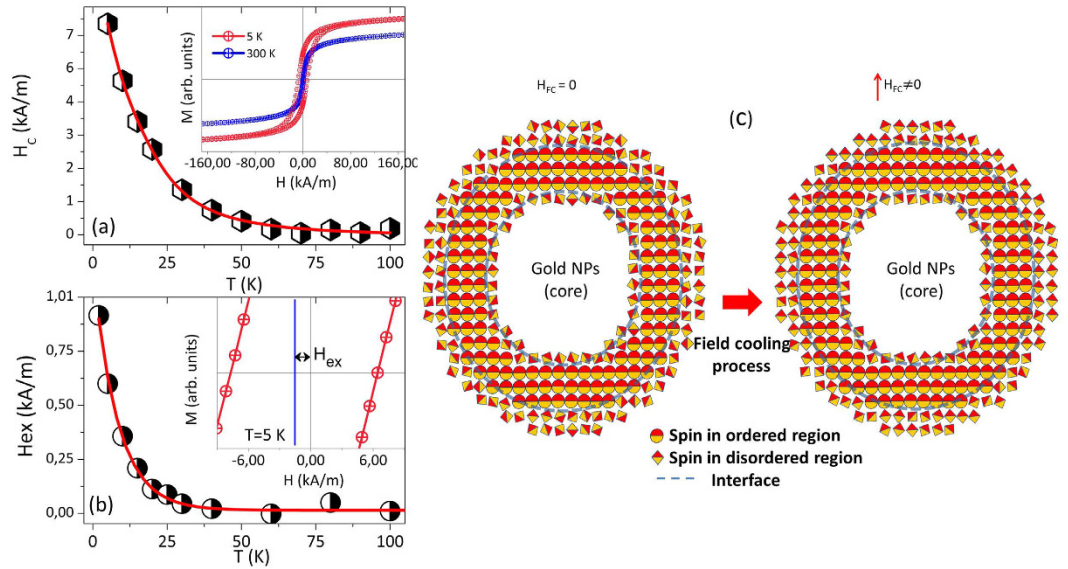 7
6
5
4
3
2
1
0
H_c (kA/m)
(a)
0
25
50
75
100
T (K)
5 K
300 K
M (arb. units)
-160,00
-80,00
0,00
80,00
160,00
H (kA/m)
1,01
0,75
0,50
0,25
0,00
Hex (kA/m)
(b)
0
25
50
75
100
T (K)
M (arb. units)
H_ex
T=5 K
-6,00
0,00
6,00
H (kA/m)
H_FC = 0
H_FC≠0
(c)
Gold NPs
(core)
Gold NPs
(core)
Field cooling
process
Spin in ordered region
Spin in disordered region
Interface